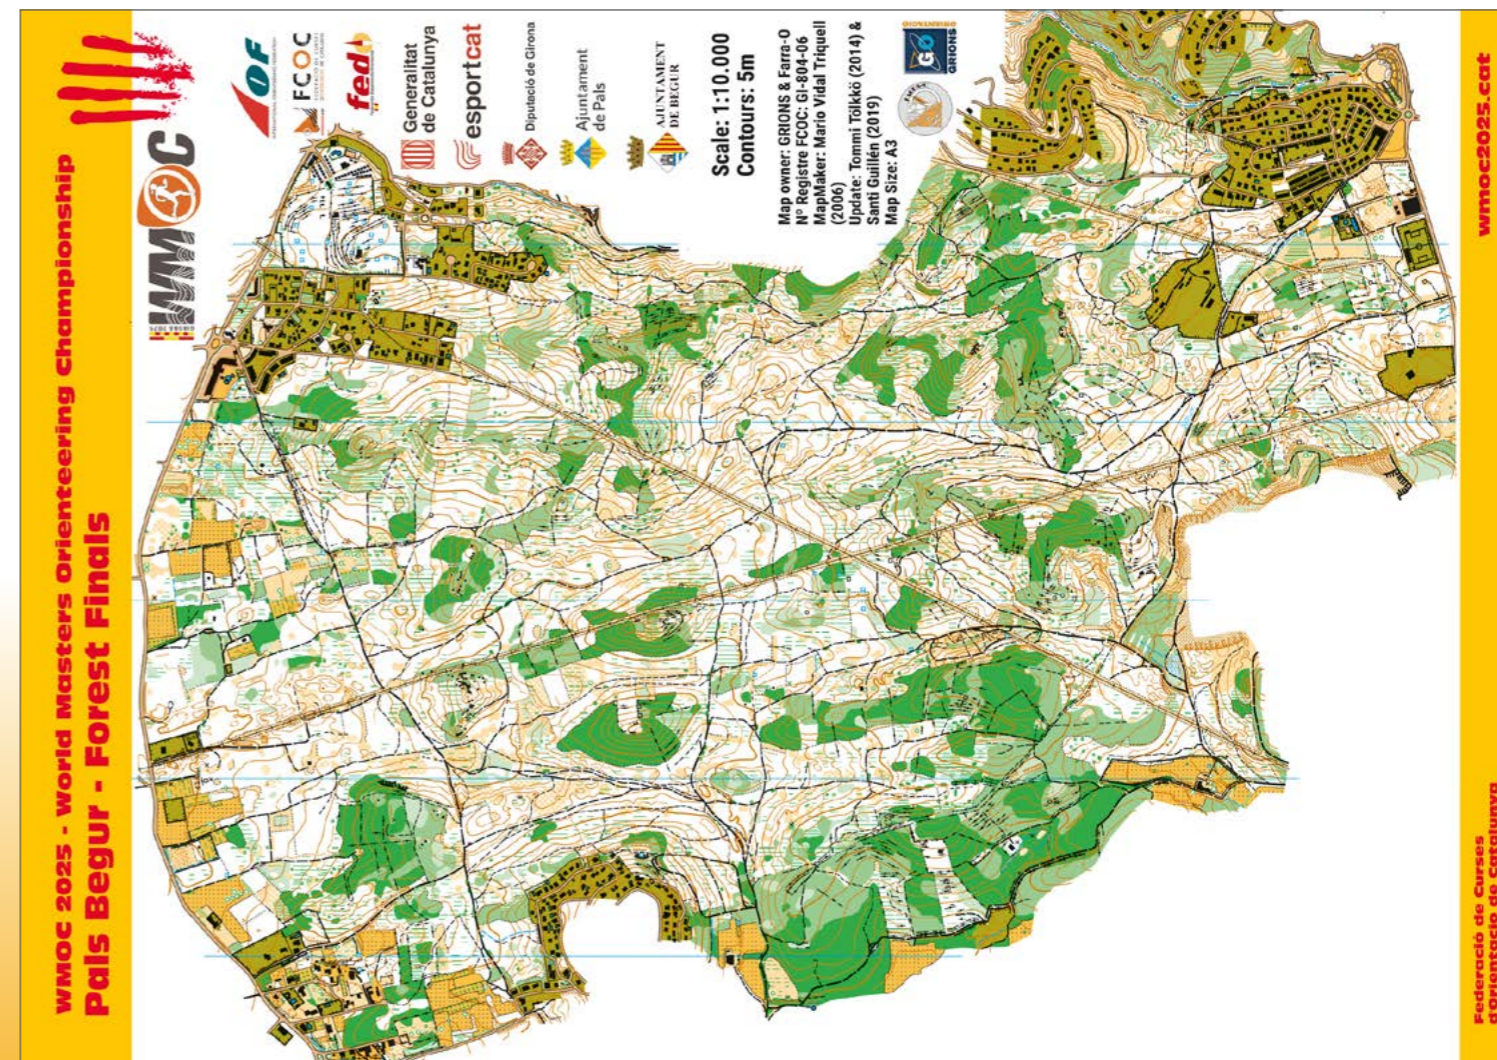 WMOC 2025 - World Masters Orienteering Championship
Pals Begur - Forest Finals
WMOC
IOF
FCOC
fed
Generalitat
de Catalunya
esportcat
Diputació de Girona
Ajuntament
de Pals
AJUNTAMENT
DE BEGUR
Scale: 1:10.000
Contours: 5m
Map owner: GRIONS & Farra-O
Nº Registre FCOC: GI-804-06
MapMaker: Mario Vidal Triquell
(2006)
Update: Tommi Tölkkö (2014) &
Santi Guillén (2019)
Map Size: A3
GO
GRIONS
ORIENTACIÓ
wmoc2025.cat
Federació de Curses
d'Orientació de Catalunya